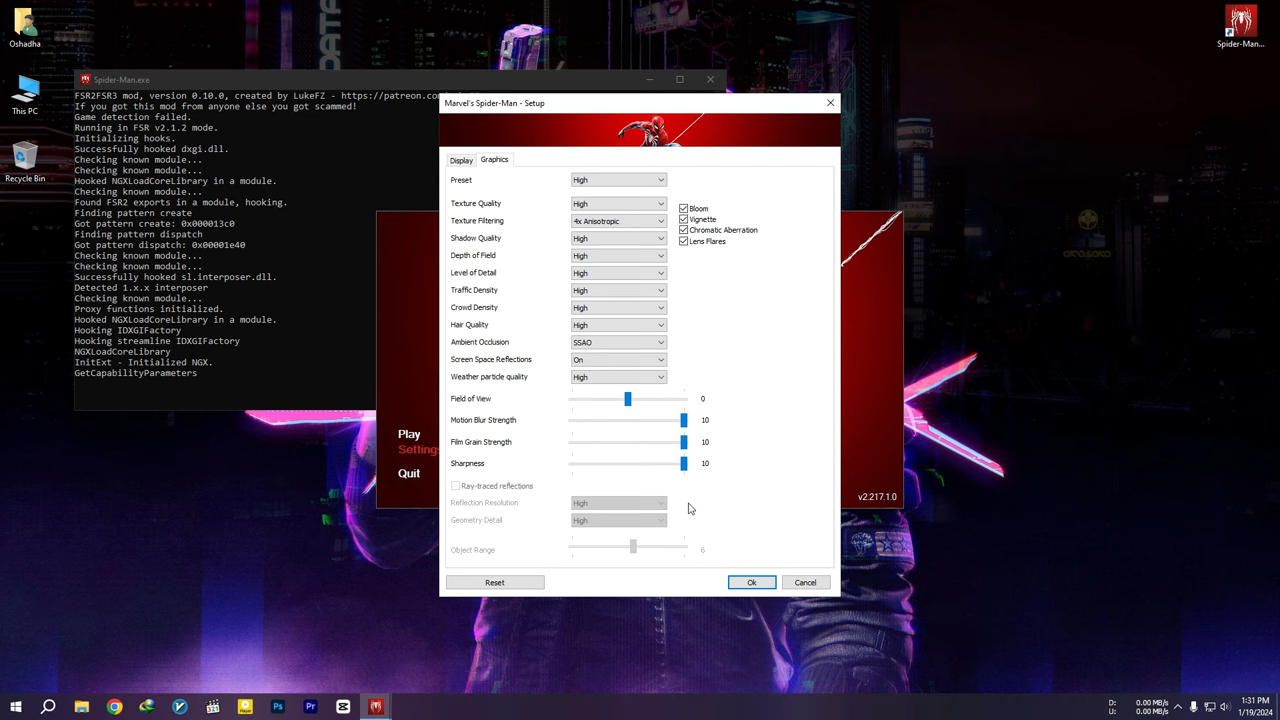 Oshadha
This PC
Recycle Bin
Spider-Man...
Spider-Man.exe
FSR2FSR3 mod, version 0.10.0, created by LukeFZ - https://patreon.com
If you got this mod from anyone else you got scammed!
Game detection failed.
Running in FSR v2.1.2 mode.
Initializing hooks.
Successfully hooked dxgi.dll.
Checking known module...
Hooked NGXLoadCoreLibrary in a module.
Checking known module...
Found FSR2 exports in a module, hooking.
Finding pattern create
Got pattern create: 0x000013c0
Finding pattern dispatch
Got pattern dispatch: 0x00001e40
Checking known module...
Checking known module...
Successfully hooked sl.interposer.dll.
Detected 1.x.x interposer
Checking known module...
Proxy functions initialized.
Hooked NGXLoadCoreLibrary in a module.
Hooking IDXGIFactory
Hooking streamline IDXGIFactory
NGXLoadCoreLibrary
InitExt - Initialized NGX.
GetCapabilityParameters
Marvel's Spider-Man - Setup
Display Graphics
Preset High
Texture Quality High
Texture Filtering 4x Anisotropic
Shadow Quality High
Depth of Field High
Level of Detail High
Traffic Density High
Crowd Density High
Hair Quality High
Ambient Occlusion SSAO
Screen Space Reflections On
Weather particle quality High
Bloom
Vignette
Chromatic Aberration
Lens Flares
Field of View 0
Motion Blur Strength 10
Film Grain Strength 10
Sharpness 10
Ray-traced reflections
Reflection Resolution High
Geometry Detail High
Object Range 6
Reset Ok Cancel
Play
Settings
Quit
v2.217.1.0
D: 0.00 MB/s
U: 0.00 MB/s
1:31 PM
1/19/2024